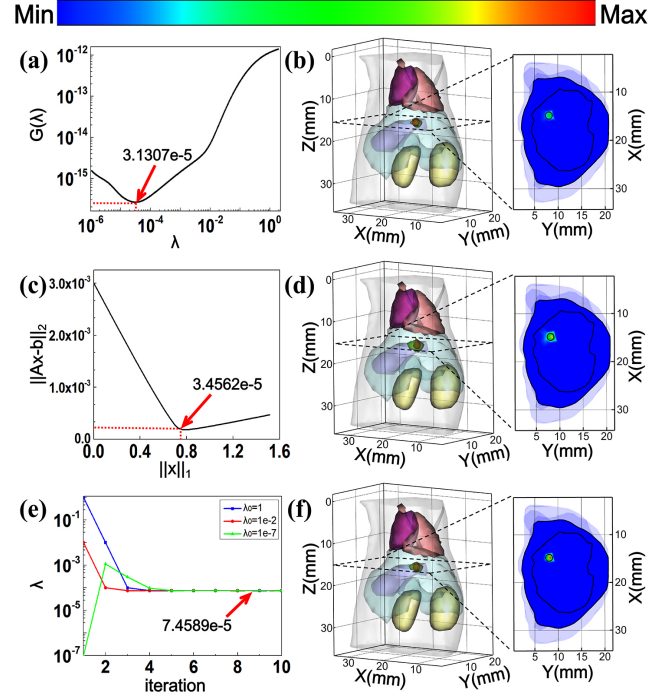 Min Max
(a)
G(λ)
10⁻¹²
10⁻¹³
10⁻¹⁴
10⁻¹⁵
3.1307e-5
10⁻⁶ 10⁻⁴ 10⁻² 10⁰
λ
(b)
Z(mm)
0
10
20
30
30 20 10
X(mm)
10 20
Y(mm)
10
20
30
X(mm)
5 10 15 20
Y(mm)
(c)
||Ax-b||₂
3.0x10⁻³
2.0x10⁻³
1.0x10⁻³
0.0
3.4562e-5
0.0 0.4 0.8 1.2 1.6
||x||₁
(d)
Z(mm)
0
10
20
30
30 20 10
X(mm)
10 20
Y(mm)
10
20
30
X(mm)
5 10 15 20
Y(mm)
(e)
λ
10⁻¹
10⁻³
10⁻⁵
10⁻⁷
λ₀=1
λ₀=1e-2
λ₀=1e-7
7.4589e-5
2 4 6 8 10
iteration
(f)
Z(mm)
0
10
20
30
30 20 10
X(mm)
10 20
Y(mm)
10
20
30
X(mm)
5 10 15 20
Y(mm)